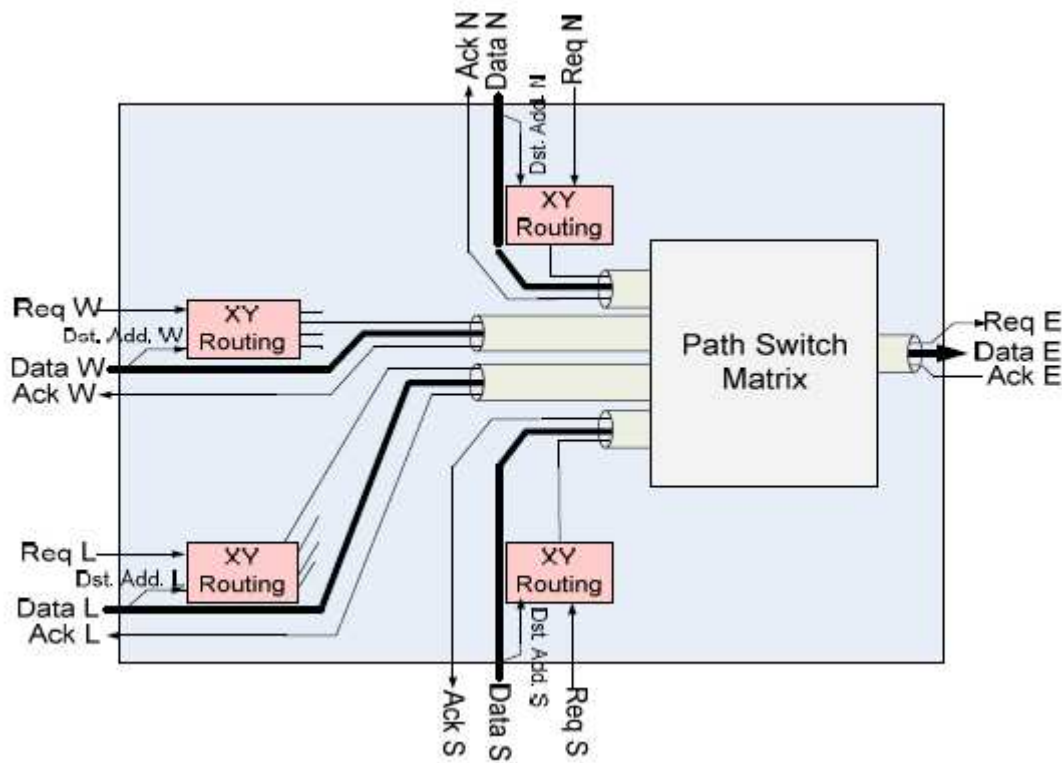 Ack N
Data N
Dst. Add. N
Req N
XY
Routing
Req W
Dst. Add. W
Data W
Ack W
XY
Routing
Path Switch
Matrix
Req E
Data E
Ack E
Req L
Dst. Add. L
Data L
Ack L
XY
Routing
XY
Routing
Ack S
Data S
Dst. Add. S
Req S